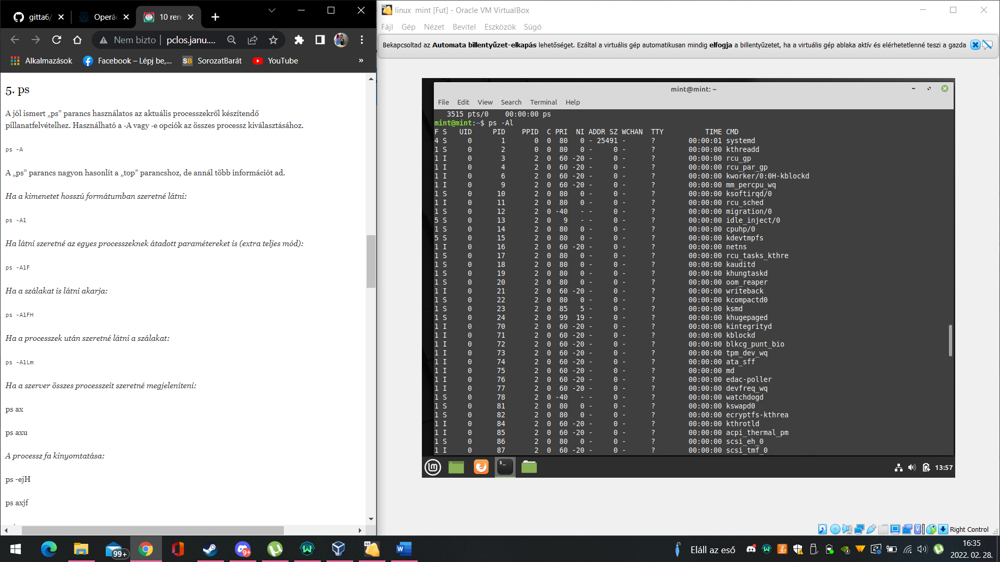 gitta6/
Operác
10 ren
Nem bizto
pclos.janu....
Alkalmazások
Facebook – Lépj be,...
SorozatBarát
YouTube
»
5. ps
A jól ismert „ps” parancs használatos az aktuális processzekről készítendő
pillanatfelvételhez. Használható a -A vagy -e opciók az összes processz kiválasztásához.
ps -A
A „ps” parancs nagyon hasonlít a „top” parancshoz, de annál több információt ad.
Ha a kimenetet hosszú formátumban szeretné látni:
ps -Al
Ha látni szeretné az egyes processzeknek átadott paramétereket is (extra teljes mód):
ps -AlF
Ha a szálakat is látni akarja:
ps -AlFH
Ha a processzek után szeretné látni a szálakat:
ps -AlLm
Ha a szerver összes processzeit szeretné megjeleníteni:
ps ax
ps axu
A processz fa kinyomtatása:
ps -ejH
ps axjf
linux mint [Fut] - Oracle VM VirtualBox
Fájl Gép Nézet Bevitel Eszközök Súgó
Bekapcsoltad az Automata billentyűzet-elkapás lehetőséget. Ezáltal a virtuális gép automatikusan mindig elfogja a billentyűzetet, ha a virtuális gép ablaka aktív és elérhetetlenné teszi a gazda
mint@mint: ~
File Edit View Search Terminal Help
3515 pts/0 00:00:00 ps
mint@mint:~$ ps -Al
F S UID PID PPID C PRI NI ADDR SZ WCHAN TTY TIME CMD
4 S 0 1 0 0 80 0 - 25491 - ? 00:00:01 systemd
1 S 0 2 0 0 80 0 - 0 - ? 00:00:00 kthreadd
1 I 0 3 2 0 60 -20 - 0 - ? 00:00:00 rcu_gp
1 I 0 4 2 0 60 -20 - 0 - ? 00:00:00 rcu_par_gp
1 I 0 6 2 0 60 -20 - 0 - ? 00:00:00 kworker/0:0H-kblockd
1 I 0 9 2 0 60 -20 - 0 - ? 00:00:00 mm_percpu_wq
1 S 0 10 2 0 80 0 - 0 - ? 00:00:00 ksoftirqd/0
1 I 0 11 2 0 80 0 - 0 - ? 00:00:00 rcu_sched
1 S 0 12 2 0 -40 - - 0 - ? 00:00:00 migration/0
5 S 0 13 2 0 9 - - 0 - ? 00:00:00 idle_inject/0
1 S 0 14 2 0 80 0 - 0 - ? 00:00:00 cpuhp/0
5 S 0 15 2 0 80 0 - 0 - ? 00:00:00 kdevtmpfs
1 I 0 16 2 0 60 -20 - 0 - ? 00:00:00 netns
1 S 0 17 2 0 80 0 - 0 - ? 00:00:00 rcu_tasks_kthre
1 S 0 18 2 0 80 0 - 0 - ? 00:00:00 kauditd
1 S 0 19 2 0 80 0 - 0 - ? 00:00:00 khungtaskd
1 S 0 20 2 0 80 0 - 0 - ? 00:00:00 oom_reaper
1 I 0 21 2 0 60 -20 - 0 - ? 00:00:00 writeback
1 S 0 22 2 0 80 0 - 0 - ? 00:00:00 kcompactd0
1 S 0 23 2 0 85 5 - 0 - ? 00:00:00 ksmd
1 S 0 24 2 0 99 19 - 0 - ? 00:00:00 khugepaged
1 I 0 70 2 0 60 -20 - 0 - ? 00:00:00 kintegrityd
1 I 0 71 2 0 60 -20 - 0 - ? 00:00:00 kblockd
1 I 0 72 2 0 60 -20 - 0 - ? 00:00:00 blkcg_punt_bio
1 I 0 73 2 0 60 -20 - 0 - ? 00:00:00 tpm_dev_wq
1 I 0 74 2 0 60 -20 - 0 - ? 00:00:00 ata_sff
1 I 0 75 2 0 60 -20 - 0 - ? 00:00:00 md
1 I 0 76 2 0 60 -20 - 0 - ? 00:00:00 edac-poller
1 I 0 77 2 0 60 -20 - 0 - ? 00:00:00 devfreq_wq
1 S 0 78 2 0 -40 - - 0 - ? 00:00:00 watchdogd
1 S 0 81 2 0 80 0 - 0 - ? 00:00:00 kswapd0
1 S 0 82 2 0 80 0 - 0 - ? 00:00:00 ecryptfs-kthrea
1 I 0 84 2 0 60 -20 - 0 - ? 00:00:00 kthrotld
1 I 0 85 2 0 60 -20 - 0 - ? 00:00:00 acpi_thermal_pm
1 S 0 86 2 0 80 0 - 0 - ? 00:00:00 scsi_eh_0
1 I 0 87 2 0 60 -20 - 0 - ? 00:00:00 scsi_tmf_0
13:57
Right Control
99+
9+
64
Eláll az eső
16:35
2022. 02. 28.